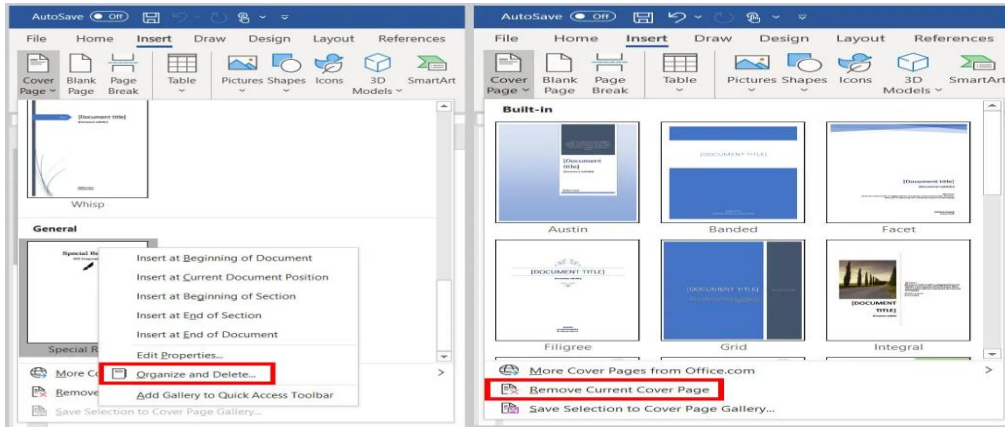 AutoSave Off
File Home Insert Draw Design Layout References
Cover Page Blank Page Page Break Table Pictures Shapes Icons 3D Models SmartArt
[Document title]
Whisp
General
Special Re
Insert at Beginning of Document
Insert at Current Document Position
Insert at Beginning of Section
Insert at End of Section
Insert at End of Document
Edit Properties...
Special R
More Co
Organize and Delete...
Remove
Add Gallery to Quick Access Toolbar
Save Selection to Cover Page Gallery...
AutoSave Off
File Home Insert Draw Design Layout References
Cover Page Blank Page Page Break Table Pictures Shapes Icons 3D Models SmartArt
Built-in
[Document title]
[DOCUMENT TITLE]
[Document title]
Austin Banded Facet
[DOCUMENT TITLE]
[DOCUMENT TITLE]
[DOCUMENT TITLE]
Filigree Grid Integral
More Cover Pages from Office.com
Remove Current Cover Page
Save Selection to Cover Page Gallery...